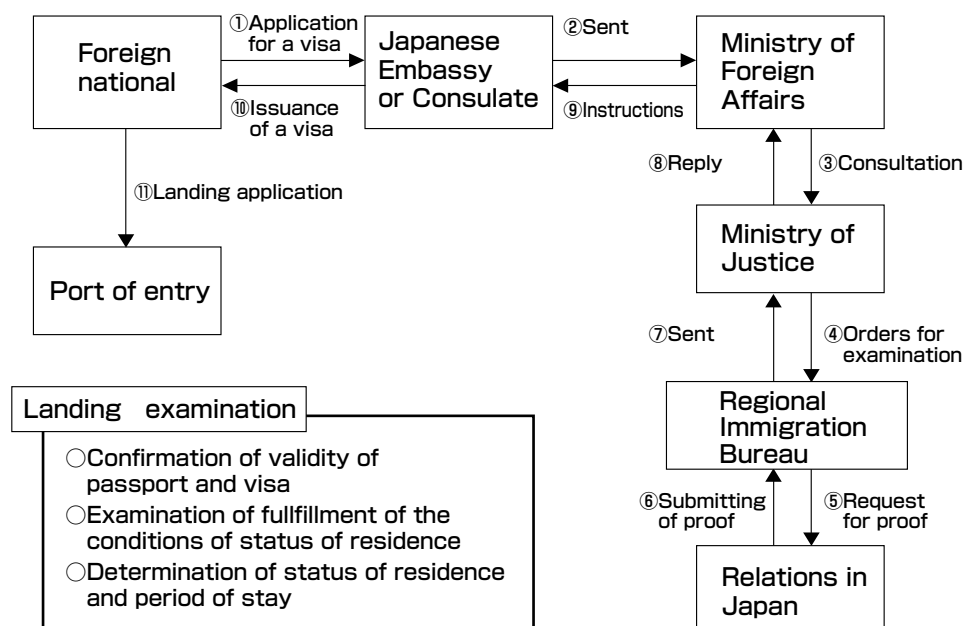 ①Application
for a visa
②Sent
Foreign
national
Japanese
Embassy
or Consulate
Ministry of
Foreign
Affairs
⑩Issuance
of a visa
⑨Instructions
⑧Reply
③Consultation
⑪Landing application
Ministry of
Justice
Port of entry
⑦Sent
④Orders for
examination
Landing examination
Regional
Immigration
Bureau
○Confirmation of validity of
passport and visa
○Examination of fullfillment of the
conditions of status of residence
○Determination of status of residence
and period of stay
⑥Submitting
of proof
⑤Request
for proof
Relations in
Japan